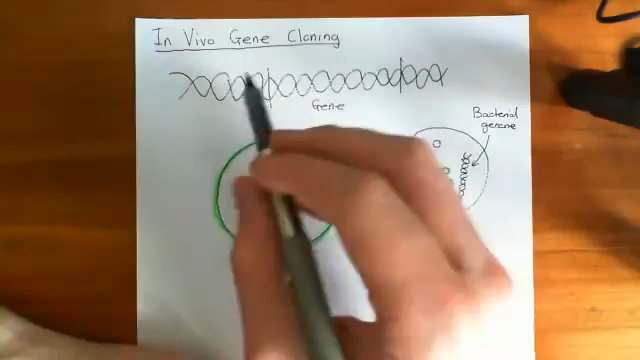 In Vivo Gene Cloning
Gene
Bacterial
genome